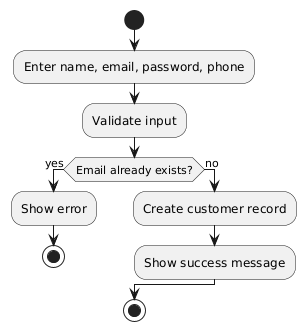 Enter name, email, password, phone
Validate input
yes
Email already exists?
no
Show error
Create customer record
Show success message